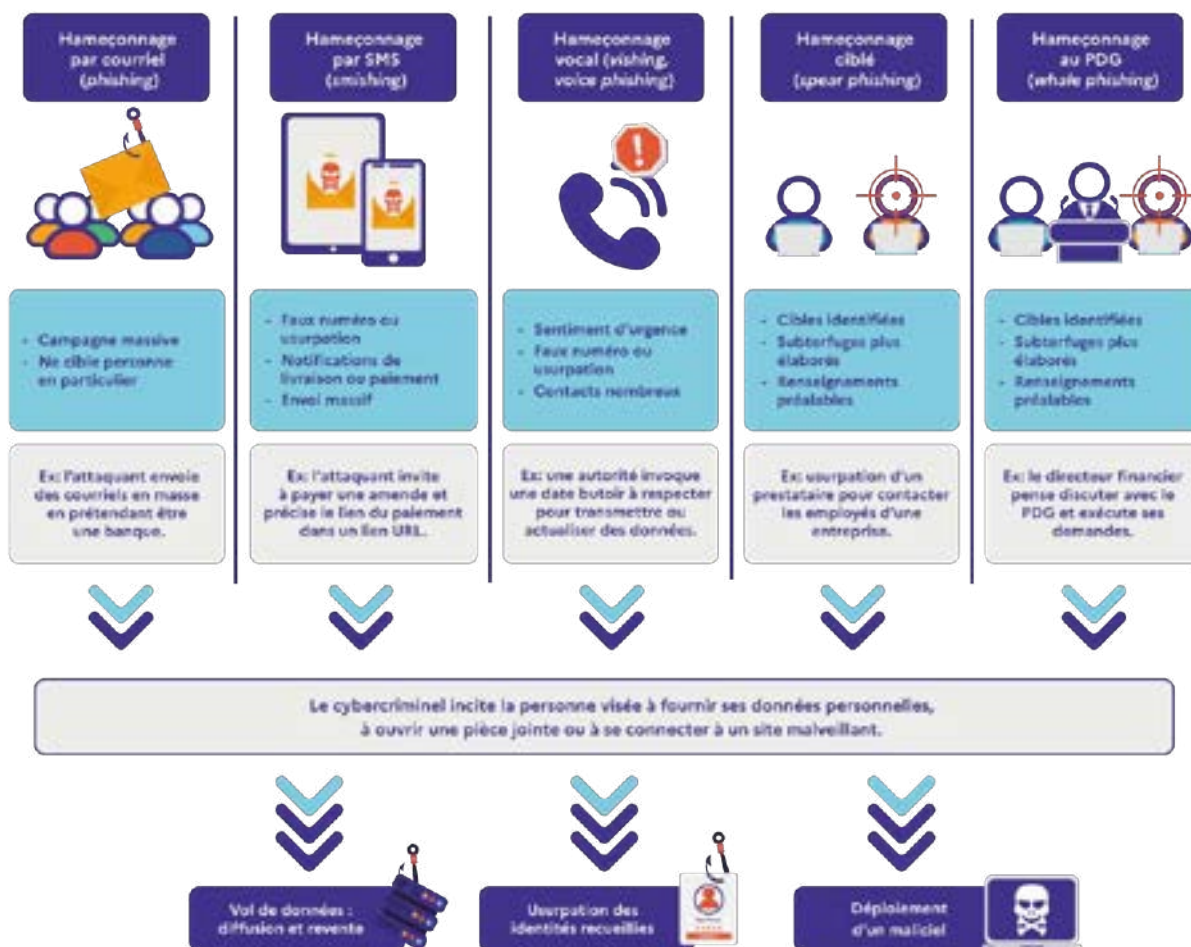 Hameçonnage
par courriel
(phishing)
Hameçonnage
par SMS
(smishing)
Hameçonnage
vocal (vishing,
voice phishing)
Hameçonnage
ciblé
(spear phishing)
Hameçonnage
au PDG
(whale phishing)
- Campagne massive
- Ne cible personne
en particulier
- Faux numéro ou
usurpation
- Notifications de
livraison ou paiement
- Envoi massif
- Sentiment d'urgence
- Faux numéro ou
usurpation
- Contacts nombreux
- Cibles identifiées
- Subterfuges plus
élaborés
- Renseignements
préalables
- Cibles identifiées
- Subterfuges plus
élaborés
- Renseignements
préalables
Ex: l'attaquant envoie
des courriels en masse
en prétendant être
une banque.
Ex: l'attaquant invite
à payer une amende et
précise le lien du paiement
dans un lien URL.
Ex: une autorité invoque
une date butoir à respecter
pour transmettre ou
actualiser des données.
Ex: usurpation d'un
prestataire pour contacter
les employés d'une
entreprise.
Ex: le directeur financier
pense discuter avec le
PDG et exécute ses
demandes.
Le cybercriminel incite la personne visée à fournir ses données personnelles,
à ouvrir une pièce jointe ou à se connecter à un site malveillant.
Vol de données :
diffusion et revente
Usurpation des
identités recueillies
Déploiement
d'un maliciel